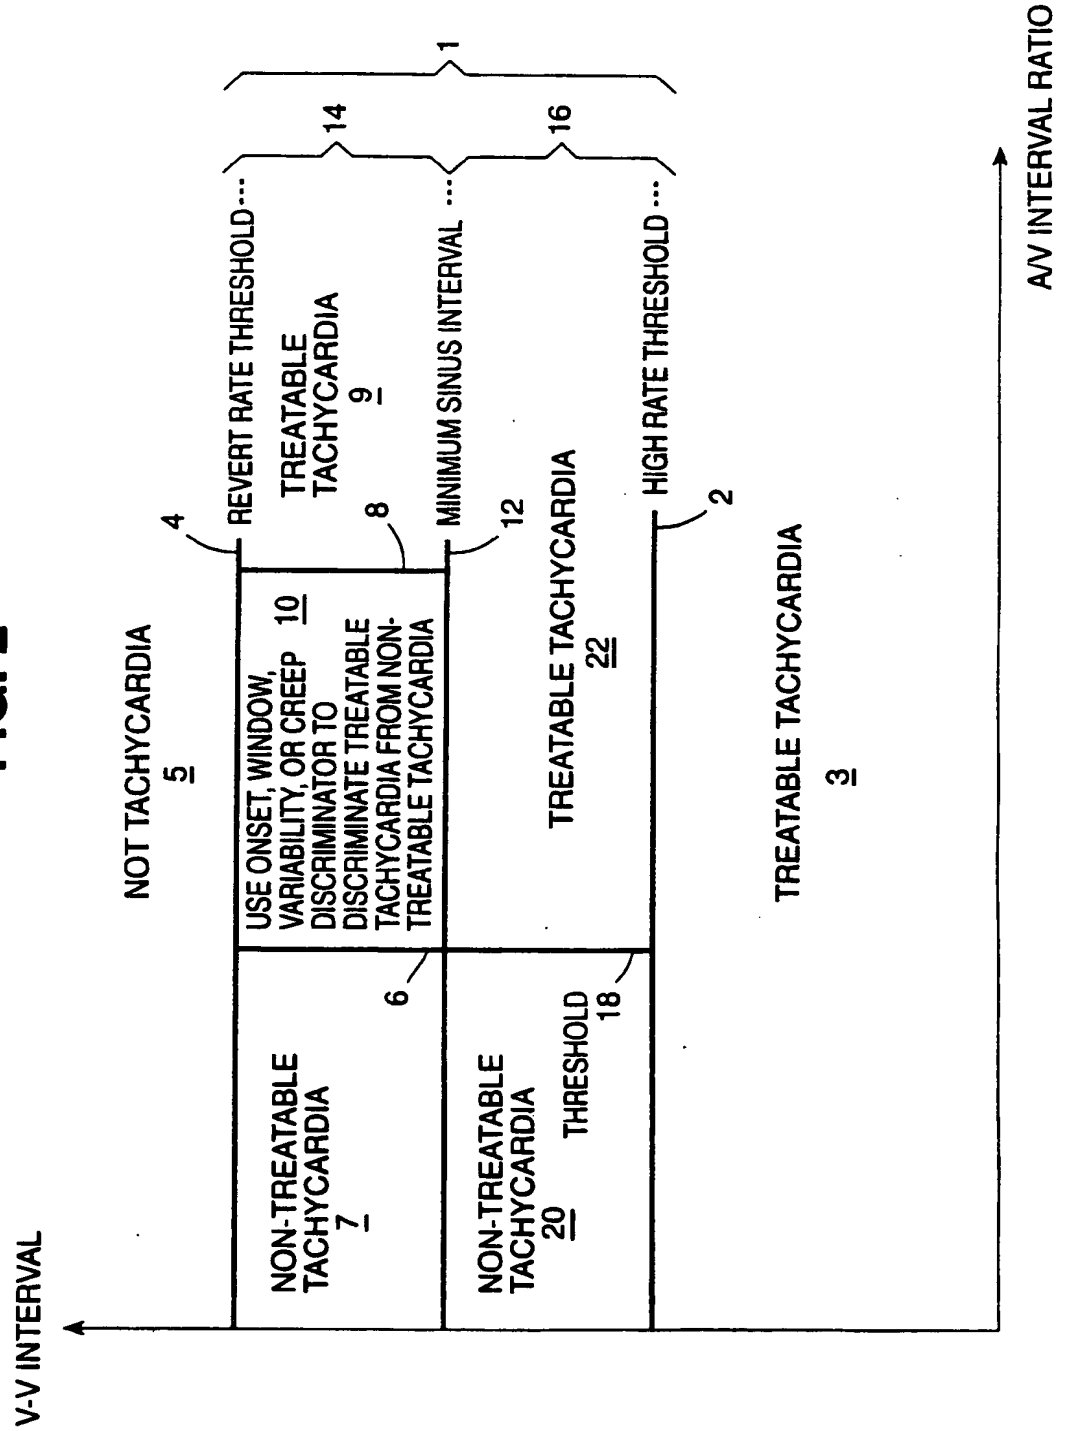 V-V INTERVAL
NOT TACHYCARDIA
5
4
REVERT RATE THRESHOLD---
NON-TREATABLE
TACHYCARDIA
7
6
USE ONSET, WINDOW,
VARIABILITY, OR CREEP 10
DISCRIMINATOR TO
DISCRIMINATE TREATABLE
TACHYCARDIA FROM NON-
TREATABLE TACHYCARDIA
8
TREATABLE
TACHYCARDIA
9
14
1
MINIMUM SINUS INTERVAL ---
12
NON-TREATABLE
TACHYCARDIA
20
THRESHOLD
18
TREATABLE TACHYCARDIA
22
16
HIGH RATE THRESHOLD ---
2
TREATABLE TACHYCARDIA
3
A/V INTERVAL RATIO